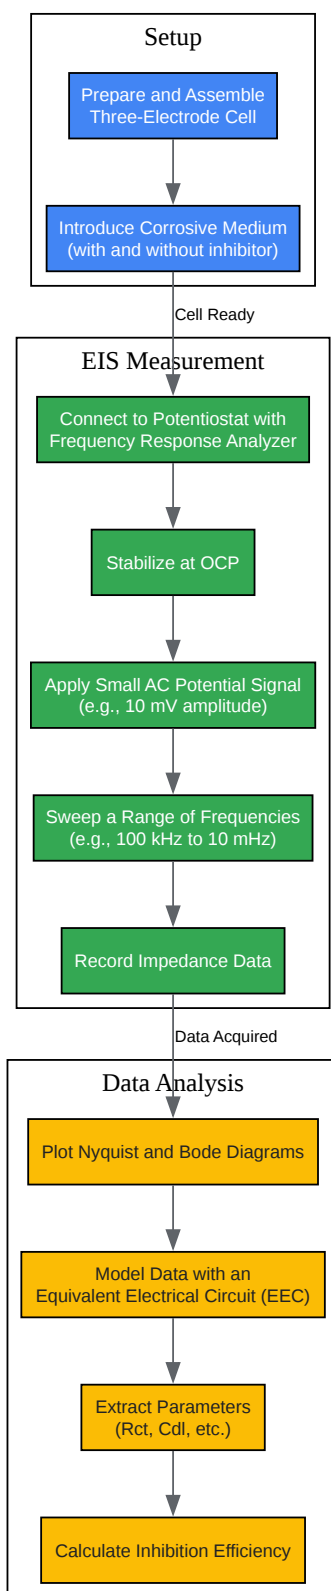 Setup
Prepare and Assemble
Three-Electrode Cell
Introduce Corrosive Medium
(with and without inhibitor)
Cell Ready
EIS Measurement
Connect to Potentiostat with
Frequency Response Analyzer
Stabilize at OCP
Apply Small AC Potential Signal
(e.g., 10 mV amplitude)
Sweep a Range of Frequencies
(e.g., 100 kHz to 10 mHz)
Record Impedance Data
Data Acquired
Data Analysis
Plot Nyquist and Bode Diagrams
Model Data with an
Equivalent Electrical Circuit (EEC)
Extract Parameters
(Rct, Cdl, etc.)
Calculate Inhibition Efficiency